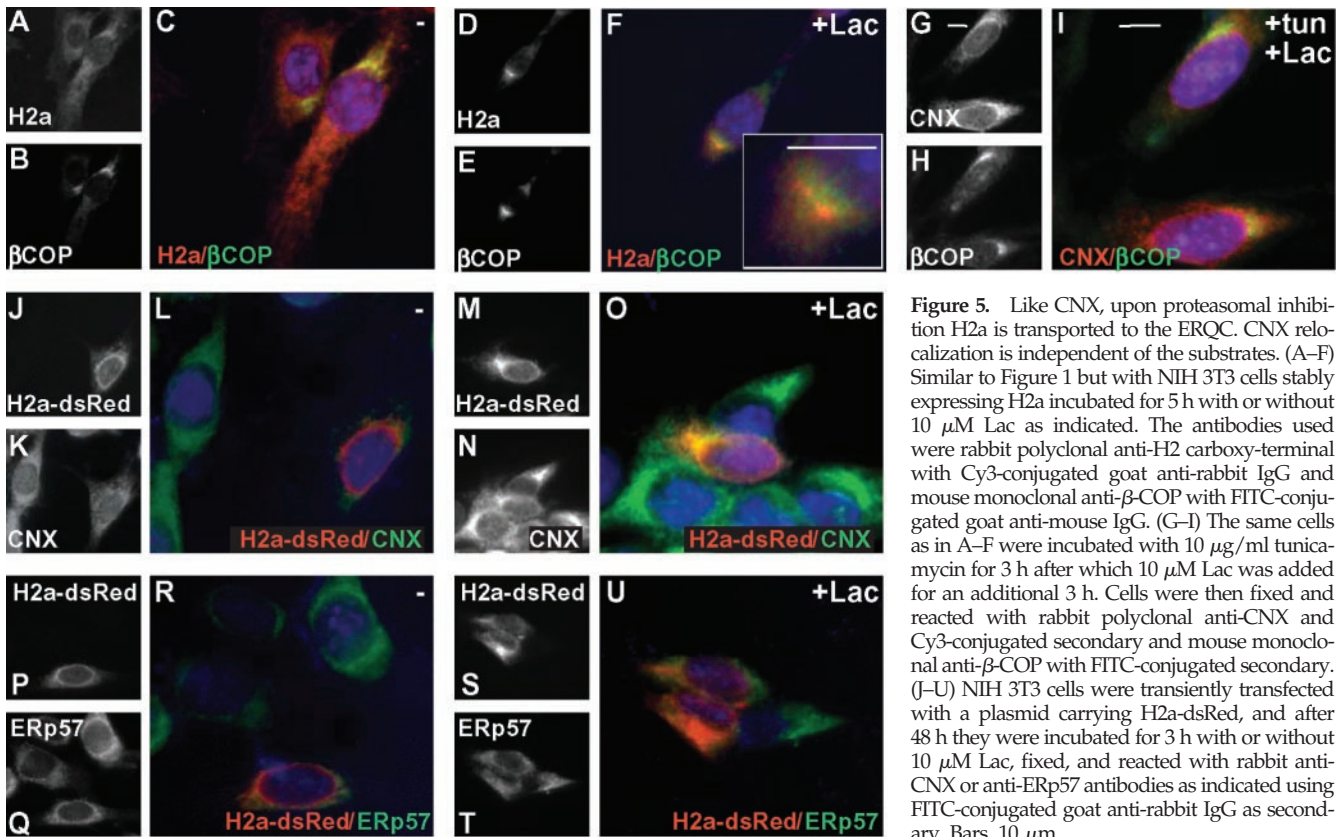 A
H2a
B
βCOP
C
-
H2a/βCOP
D
H2a
E
βCOP
F
+Lac
H2a/βCOP
G
CNX
H
βCOP
I
+tun
+Lac
CNX/βCOP
J
H2a-dsRed
K
CNX
L
-
H2a-dsRed/CNX
M
H2a-dsRed
N
CNX
O
+Lac
H2a-dsRed/CNX
H2a-dsRed
P
ERp57
Q
R
-
H2a-dsRed/ERp57
H2a-dsRed
S
ERp57
T
U
+Lac
H2a-dsRed/ERp57
Figure 5. Like CNX, upon proteasomal inhibi-
tion H2a is transported to the ERQC. CNX relo-
calization is independent of the substrates. (A–F)
Similar to Figure 1 but with NIH 3T3 cells stably
expressing H2a incubated for 5 h with or without
10 μM Lac as indicated. The antibodies used
were rabbit polyclonal anti-H2 carboxy-terminal
with Cy3-conjugated goat anti-rabbit IgG and
mouse monoclonal anti-β-COP with FITC-conju-
gated goat anti-mouse IgG. (G–I) The same cells
as in A–F were incubated with 10 μg/ml tunica-
mycin for 3 h after which 10 μM Lac was added
for an additional 3 h. Cells were then fixed and
reacted with rabbit polyclonal anti-CNX and
Cy3-conjugated secondary and mouse monoclo-
nal anti-β-COP with FITC-conjugated secondary.
(J–U) NIH 3T3 cells were transiently transfected
with a plasmid carrying H2a-dsRed, and after
48 h they were incubated for 3 h with or without
10 μM Lac, fixed, and reacted with rabbit anti-
CNX or anti-ERp57 antibodies as indicated using
FITC-conjugated goat anti-rabbit IgG as second-
ary. Bars, 10 μm.